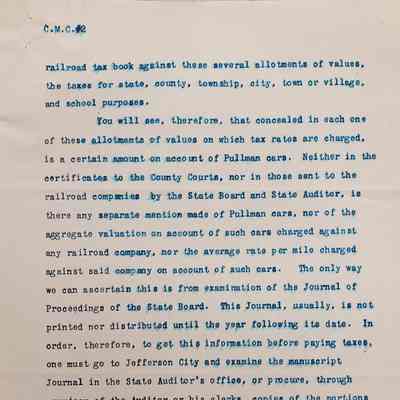 C.M.C.#2
railroad tax book against these several allotments of values,
the taxes for state, county, township, city, town or village,
and school purposes.
You will see, therefore, that concealed in each one
of these allotments of values on which tax rates are charged,
is a certain amount on account of Pullman cars. Neither in the
certificates to the County Courts, nor in those sent to the
railroad companies by the State Board and State Auditor, is
there any separate mention made of Pullman cars, nor of the
aggregate valuation on account of such cars charged against
any railroad company, nor the average rate per mile charged
against said company on account of such cars. The only way
we can ascertain this is from examination of the Journal of
Proceedings of the State Board. This Journal, usually, is not
printed nor distributed until the year following its date. In
order, therefore, to get this information before paying taxes,
one must go to Jefferson City and examine the manuscript
Journal in the State Auditor's office, or procure, through
the Auditor or his clerks, copies of the portions